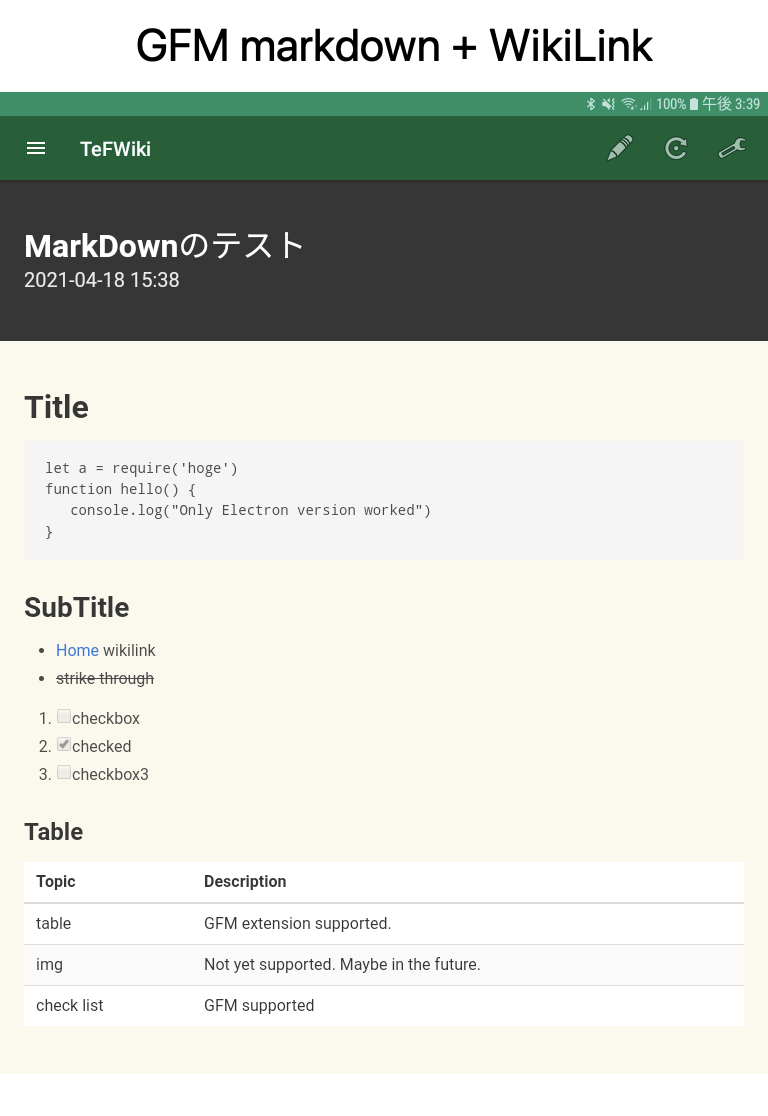 GFM markdown + WikiLink
100% 午後 3:39
TeFWiki
MarkDownのテスト
2021-04-18 15:38
Title
let a = require('hoge')
function hello() {
   console.log("Only Electron version worked")
}
SubTitle
Home wikilink
strike through
1. checkbox
2. checked
3. checkbox3
Table
Topic Description
table GFM extension supported.
img Not yet supported. Maybe in the future.
check list GFM supported